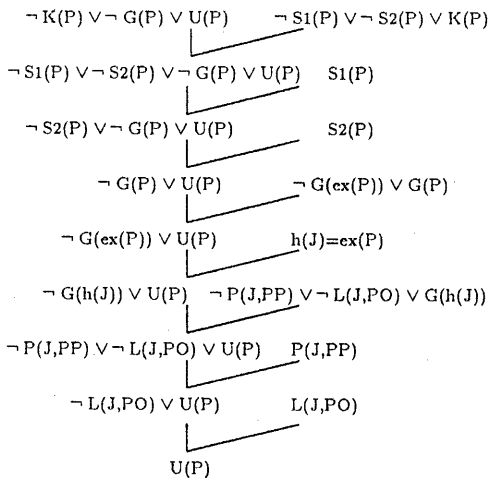 ¬ K(P) ∨ ¬ G(P) ∨ U(P) ¬ S1(P) ∨ ¬ S2(P) ∨ K(P)
¬ S1(P) ∨ ¬ S2(P) ∨ ¬ G(P) ∨ U(P) S1(P)
¬ S2(P) ∨ ¬ G(P) ∨ U(P) S2(P)
¬ G(P) ∨ U(P) ¬ G(ex(P)) ∨ G(P)
¬ G(ex(P)) ∨ U(P) h(J)=ex(P)
¬ G(h(J)) ∨ U(P) ¬ P(J,PP) ∨ ¬ L(J,PO) ∨ G(h(J))
¬ P(J,PP) ∨ ¬ L(J,PO) ∨ U(P) P(J,PP)
¬ L(J,PO) ∨ U(P) L(J,PO)
U(P)